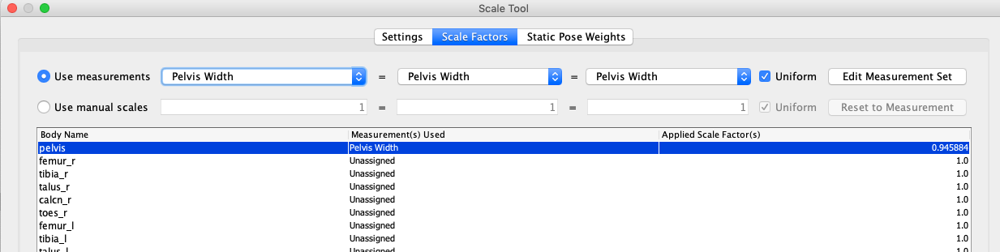 Scale Tool
Settings Scale Factors Static Pose Weights
Use measurements Pelvis Width = Pelvis Width = Pelvis Width Uniform Edit Measurement Set
Use manual scales 1 = 1 = 1 Uniform Reset to Measurement
Body Name Measurement(s) Used Applied Scale Factor(s)
pelvis Pelvis Width 0.945884
femur_r Unassigned 1.0
tibia_r Unassigned 1.0
talus_r Unassigned 1.0
calcn_r Unassigned 1.0
toes_r Unassigned 1.0
femur_l Unassigned 1.0
tibia_l Unassigned 1.0
talus_l Unassigned 1.0